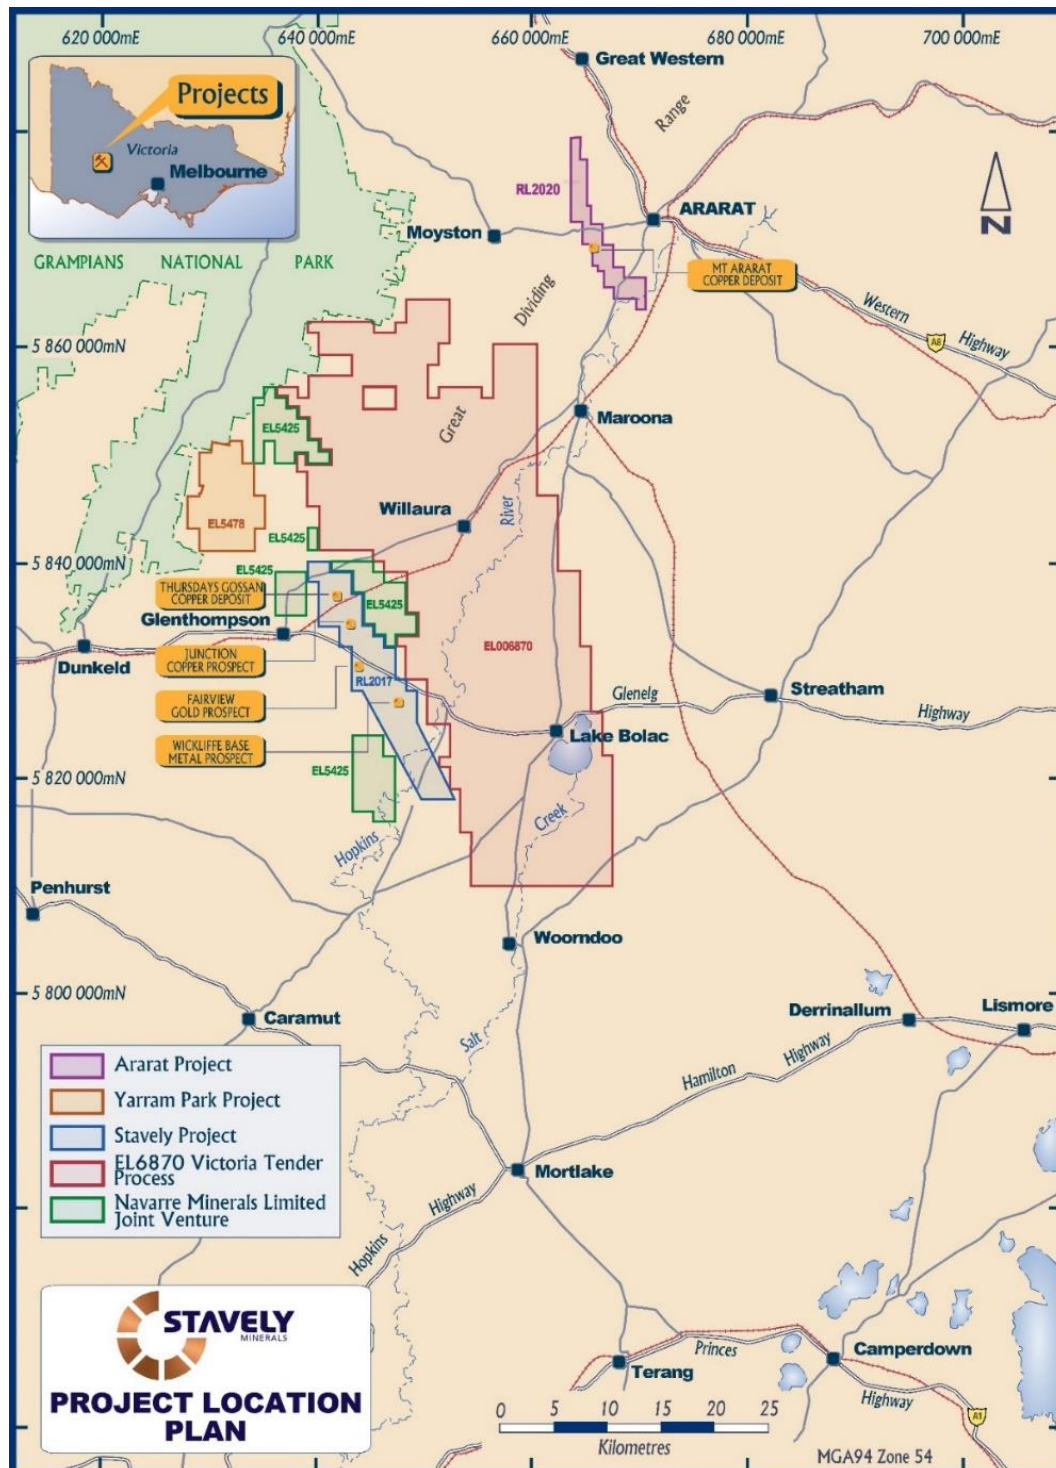 620 000mE
640 000mE
660 000mE
680 000mE
700 000mE
Great Western
Projects
Victoria
Melbourne
Range
RL2020
ARARAT
Moyston
GRAMPIANS NATIONAL PARK
MT ARARAT
COPPER DEPOSIT
N
Dividing
Western
Highway
A8
5 860 000mN
Maroona
Great
EL5425
Willaura
River
EL5478
EL5425
5 840 000mN
EL5425
THURSDAYS GOSSAN
COPPER DEPOSIT
EL5425
Glenthompson
EL006870
JUNCTION
COPPER PROSPECT
Dunkeld
RL2017
FAIRVIEW
GOLD PROSPECT
Glenelg
Streatham
Highway
Lake Bolac
WICKLIFFE BASE
METAL PROSPECT
EL5425
5 820 000mN
Creek
Hopkins
Penhurst
Woorndoo
5 800 000mN
Caramut
Salt
Derrinallum
Lismore
Highway
Hamilton
Ararat Project
Yarram Park Project
Stavely Project
EL6870 Victoria Tender
Process
Navarre Minerals Limited
Joint Venture
Mortlake
Highway
Hopkins
STAVELY
MINERALS
PROJECT LOCATION
PLAN
Princes
Camperdown
Terang
Highway
A1
0 5 10 15 20 25
Kilometres
MGA94 Zone 54